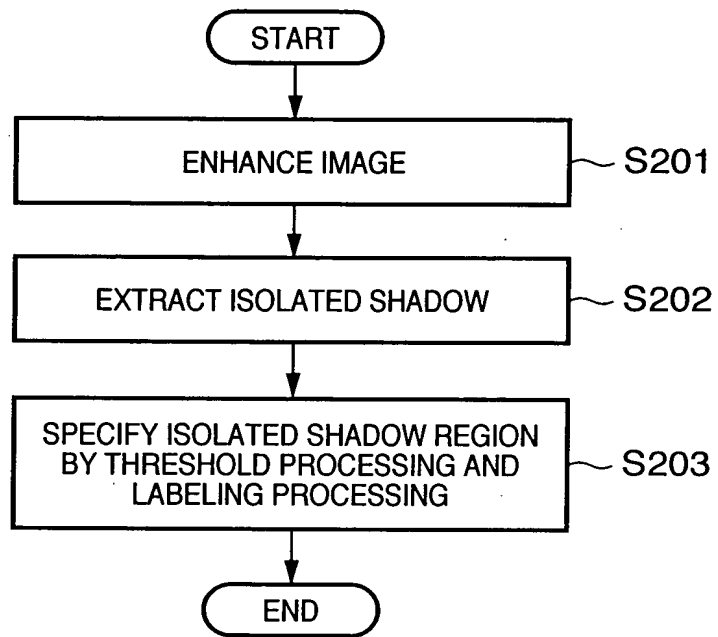 START
ENHANCE IMAGE
S201
EXTRACT ISOLATED SHADOW
S202
SPECIFY ISOLATED SHADOW REGION
BY THRESHOLD PROCESSING AND
LABELING PROCESSING
S203
END